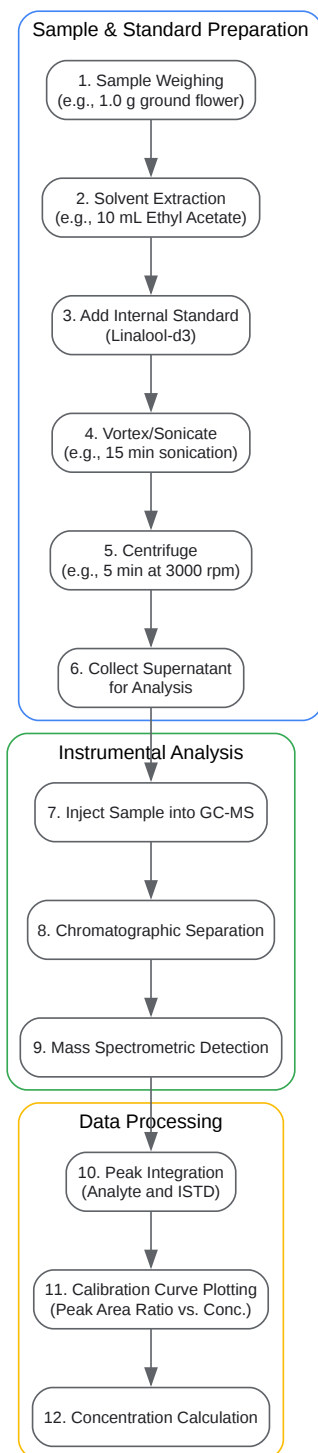 Sample & Standard Preparation
1. Sample Weighing
(e.g., 1.0 g ground flower)
2. Solvent Extraction
(e.g., 10 mL Ethyl Acetate)
3. Add Internal Standard
(Linalool-d3)
4. Vortex/Sonicate
(e.g., 15 min sonication)
5. Centrifuge
(e.g., 5 min at 3000 rpm)
6. Collect Supernatant
for Analysis
Instrumental Analysis
7. Inject Sample into GC-MS
8. Chromatographic Separation
9. Mass Spectrometric Detection
Data Processing
10. Peak Integration
(Analyte and ISTD)
11. Calibration Curve Plotting
(Peak Area Ratio vs. Conc.)
12. Concentration Calculation